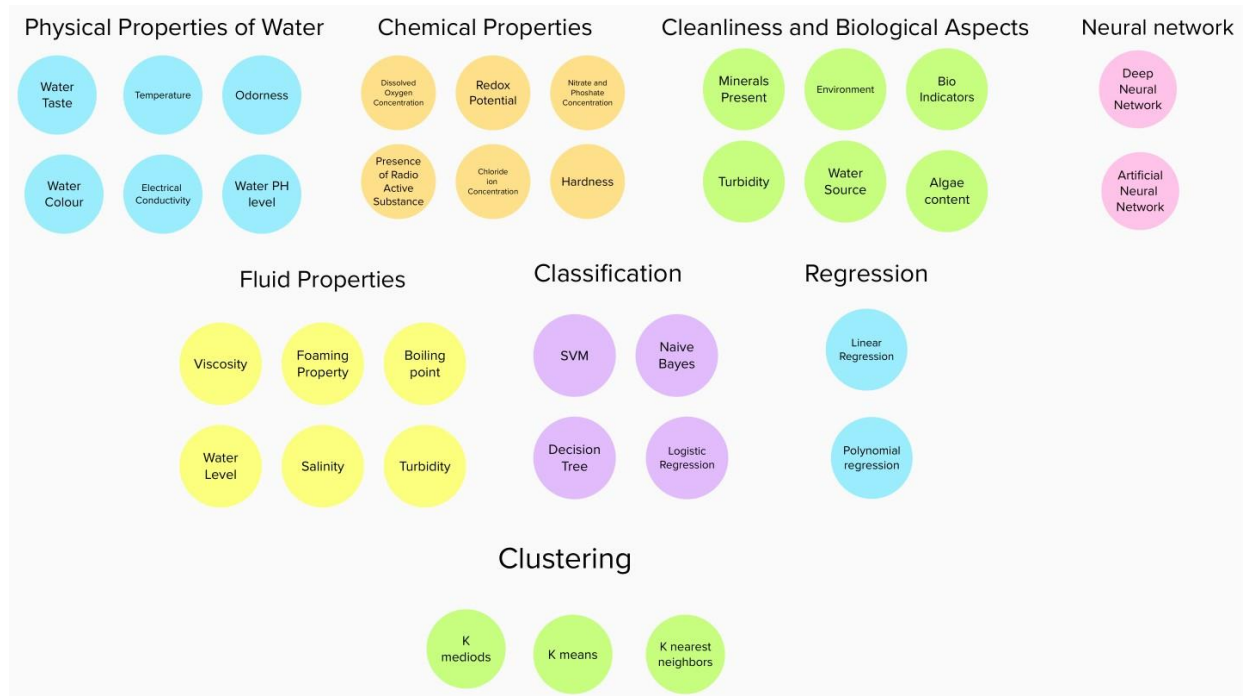 Physical Properties of Water
Water
Taste
Temperature
Odorness
Water
Colour
Electrical
Conductivity
Water PH
level
Chemical Properties
Dissolved
Oxygen
Concentration
Redox
Potential
Nitrate and
Phoshate
Concentration
Presence
of Radio
Active
Substance
Chloride
ion
Concentration
Hardness
Cleanliness and Biological Aspects
Minerals
Present
Environment
Bio
Indicators
Turbidity
Water
Source
Algae
content
Neural network
Deep
Neural
Network
Artificial
Neural
Network
Fluid Properties
Viscosity
Foaming
Property
Boiling
point
Water
Level
Salinity
Turbidity
Classification
SVM
Naive
Bayes
Decision
Tree
Logistic
Regression
Regression
Linear
Regression
Polynomial
regression
Clustering
K
mediods
K means
K nearest
neighbors